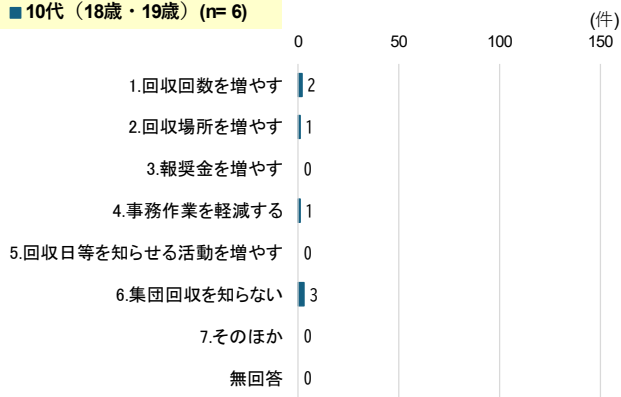 ■10代（18歳・19歳）(n= 6)
(件)
0 50 100 150
1.回収回数を増やす 2
2.回収場所を増やす 1
3.報奨金を増やす 0
4.事務作業を軽減する 1
5.回収日等を知らせる活動を増やす 0
6.集団回収を知らない 3
7.そのほか 0
無回答 0